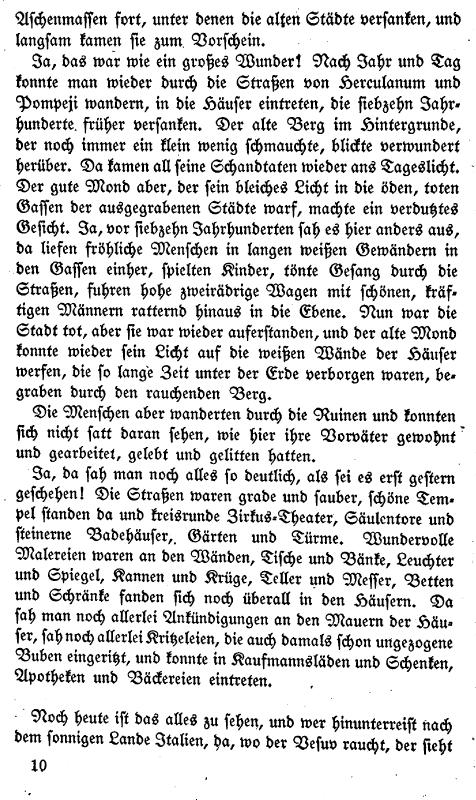 Aschenmassen fort, unter denen die alten Städte versanken, und
langsam kamen sie zum Vorschein.
Ja, das war wie ein großes Wunder! Nach Jahr und Tag
konnte man wieder durch die Straßen von Herculanum und
Pompeji wandern, in die Häuser eintreten, die siebzehn Jahr-
hunderte früher versanken. Der alte Berg im Hintergrunde,
der noch immer ein klein wenig schmauchte, blickte verwundert
herüber. Da kamen all seine Schandtaten wieder ans Tageslicht.
Der gute Mond aber, der sein bleiches Licht in die öden, toten
Gassen der ausgegrabenen Städte warf, machte ein verdutztes
Gesicht. Ja, vor siebzehn Jahrhunderten sah es hier anders aus,
da liefen fröhliche Menschen in langen weißen Gewändern in
den Gassen einher, spielten Kinder, tönte Gesang durch die
Straßen, fuhren hohe zweirädrige Wagen mit schönen, kräf-
tigen Männern ratternd hinaus in die Ebene. Nun war die
Stadt tot, aber sie war wieder auferstanden, und der alte Mond
konnte wieder sein Licht auf die weißen Wände der Häuser
werfen, die so lange Zeit unter der Erde verborgen waren, be-
graben durch den rauchenden Berg.
Die Menschen aber wanderten durch die Ruinen und konnten
sich nicht satt daran sehen, wie hier ihre Vorväter gewohnt
und gearbeitet, gelebt und gelitten hatten.
Ja, da sah man noch alles so deutlich, als sei es erst gestern
geschehen! Die Straßen waren grade und sauber, schöne Tem-
pel standen da und kreisrunde Zirkus-Theater, Säulentore und
steinerne Badehäuser, Gärten und Türme. Wundervolle
Malereien waren an den Wänden, Tische und Bänke, Leuchter
und Spiegel, Kannen und Krüge, Teller und Messer, Betten
und Schränke fanden sich noch überall in den Häusern. Da
sah man noch allerlei Ankündigungen an den Mauern der Häu-
ser, sah noch allerlei Kritzeleien, die auch damals schon ungezogene
Buben eingeritzt, und konnte in Kaufmannsläden und Schenken,
Apotheken und Bäckereien eintreten.
Noch heute ist das alles zu sehen, und wer hinunterreist nach
dem sonnigen Lande Italien, da, wo der Vesuv raucht, der sieht
10